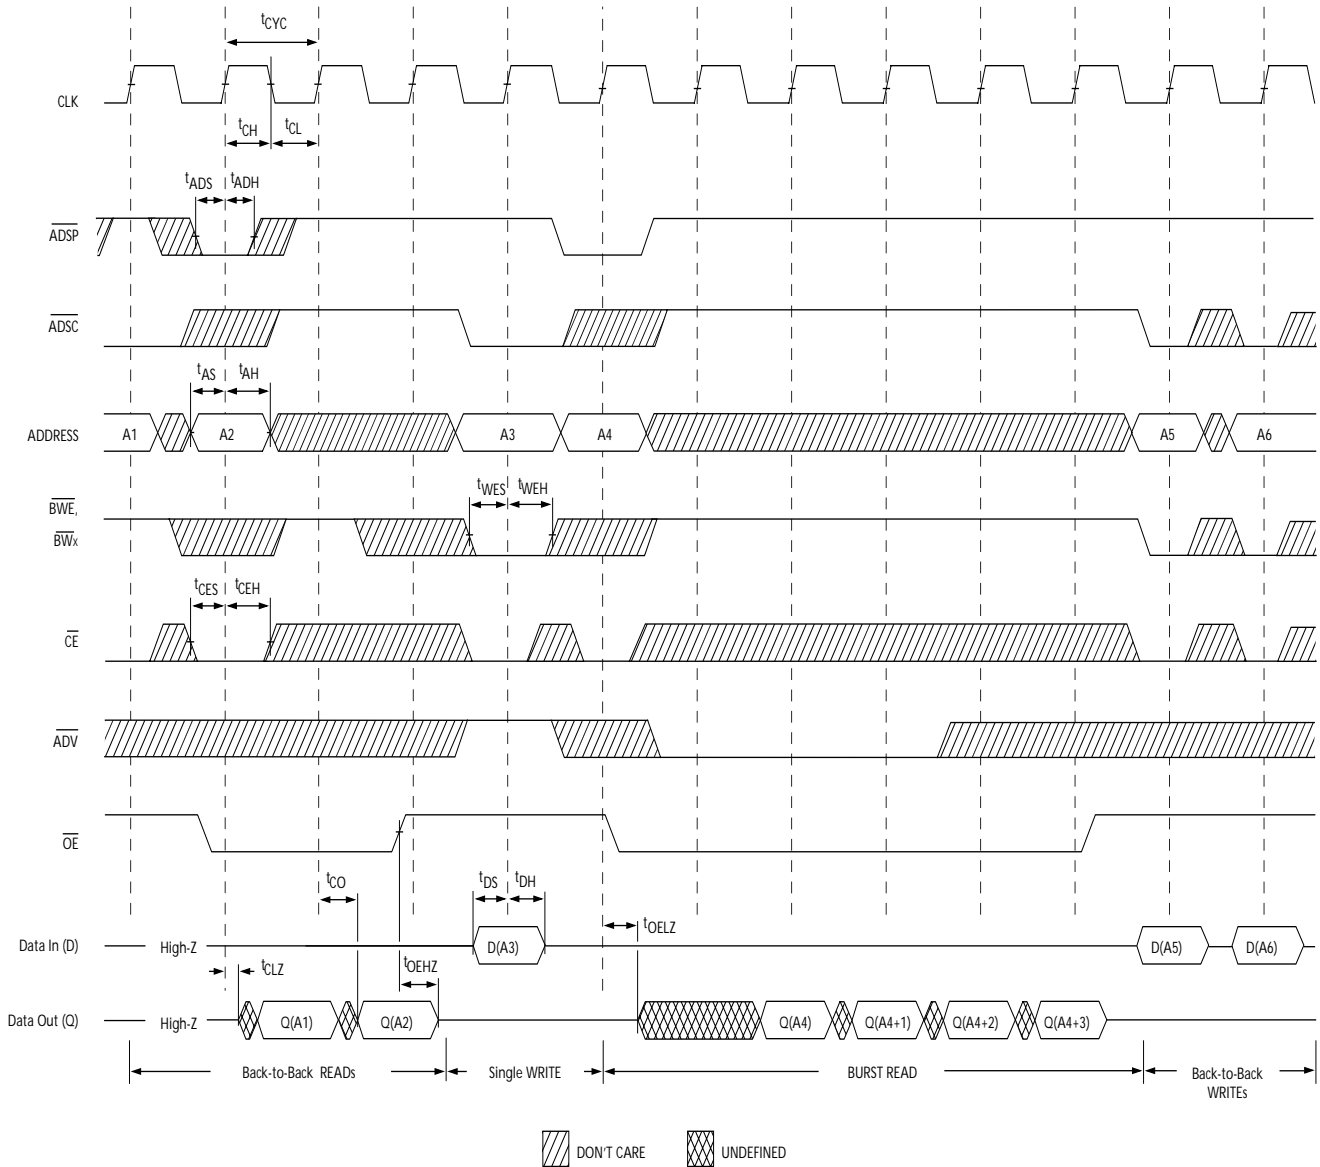 tCYC
CLK
tCH tCL
tADS tADH
ADSP
ADSC
tAS tAH
ADDRESS A1 A2 A3 A4 A5 A6
tWES tWEH
BWE,
BWx
tCES tCEH
CE
ADV
OE
tCO tDS tDH
tOELZ
Data In (D) High-Z D(A3) D(A5) D(A6)
tCLZ tOEHZ
Data Out (Q) High-Z Q(A1) Q(A2) Q(A4) Q(A4+1) Q(A4+2) Q(A4+3)
Back-to-Back READs Single WRITE BURST READ Back-to-Back
WRITEs
DON'T CARE UNDEFINED